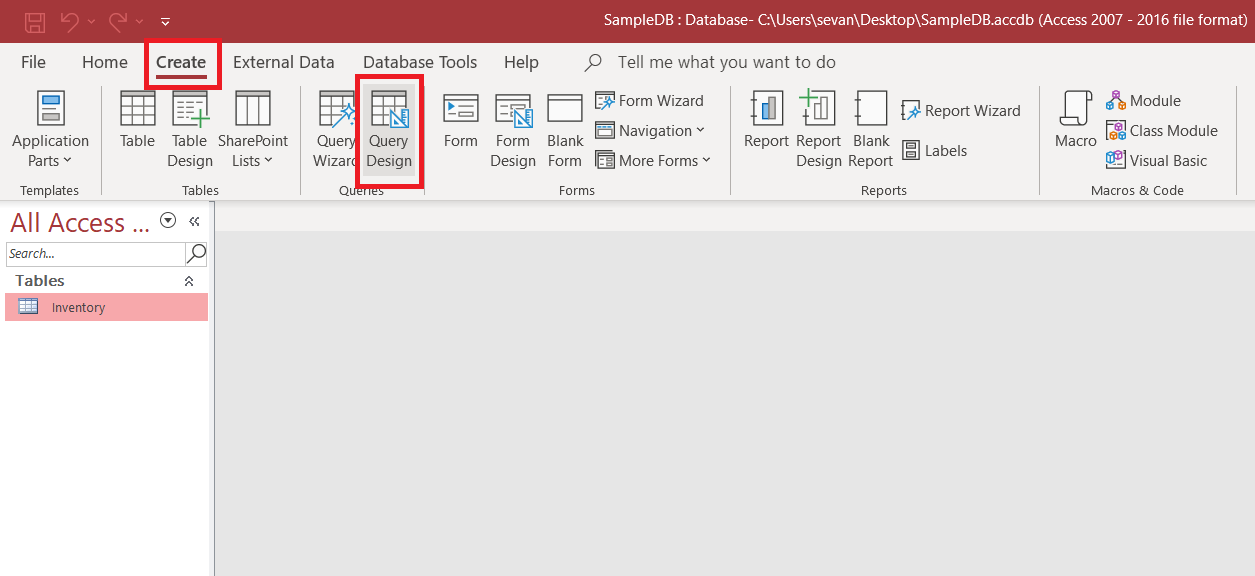 SampleDB : Database- C:\Users\sevan\Desktop\SampleDB.accdb (Access 2007 - 2016 file format)
File Home Create External Data Database Tools Help Tell me what you want to do
Application Parts
Templates
Table
Table Design
SharePoint Lists
Tables
Query Wizard
Query Design
Queries
Form
Form Design
Blank Form
Form Wizard
Navigation
More Forms
Forms
Report
Report Design
Blank Report
Report Wizard
Labels
Reports
Macro
Module
Class Module
Visual Basic
Macros & Code
All Access ...
Search...
Tables
Inventory